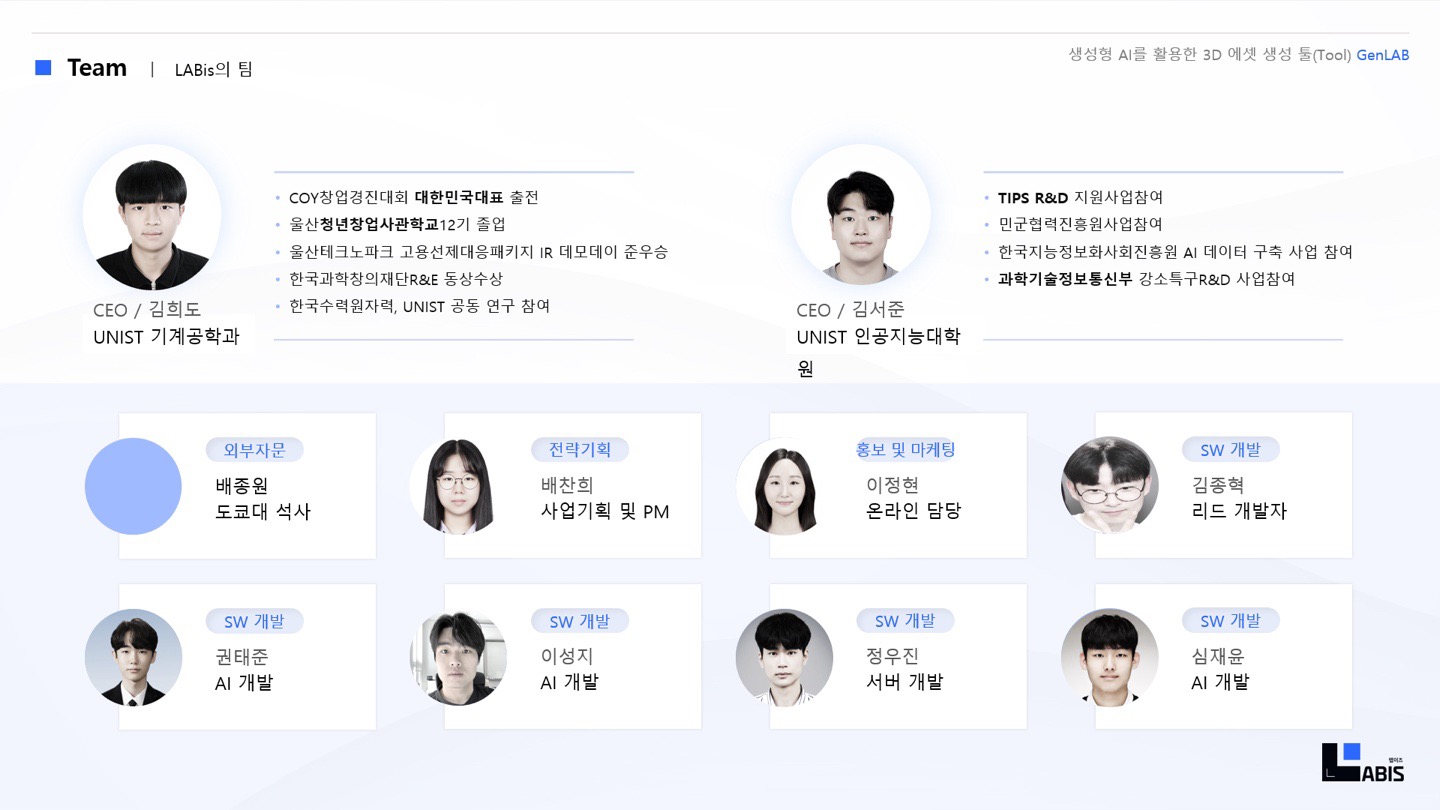 Team | LABis의 팀
생성형 AI를 활용한 3D 에셋 생성 툴(Tool) GenLAB
CEO / 김희도
UNIST 기계공학과
• COY창업경진대회 대한민국대표 출전
• 울산청년창업사관학교12기 졸업
• 울산테크노파크 고용선제대응패키지 IR 데모데이 준우승
• 한국과학창의재단R&E 동상수상
• 한국수력원자력, UNIST 공동 연구 참여
CEO / 김서준
UNIST 인공지능대학
원
• TIPS R&D 지원사업참여
• 민군협력진흥원사업참여
• 한국지능정보화사회진흥원 AI 데이터 구축 사업 참여
• 과학기술정보통신부 강소특구R&D 사업참여
외부자문
배종원
도쿄대 석사
전략기획
배찬희
사업기획 및 PM
홍보 및 마케팅
이정현
온라인 담당
SW 개발
김종혁
리드 개발자
SW 개발
권태준
AI 개발
SW 개발
이성지
AI 개발
SW 개발
정우진
서버 개발
SW 개발
심재윤
AI 개발
랩이즈
LABIS